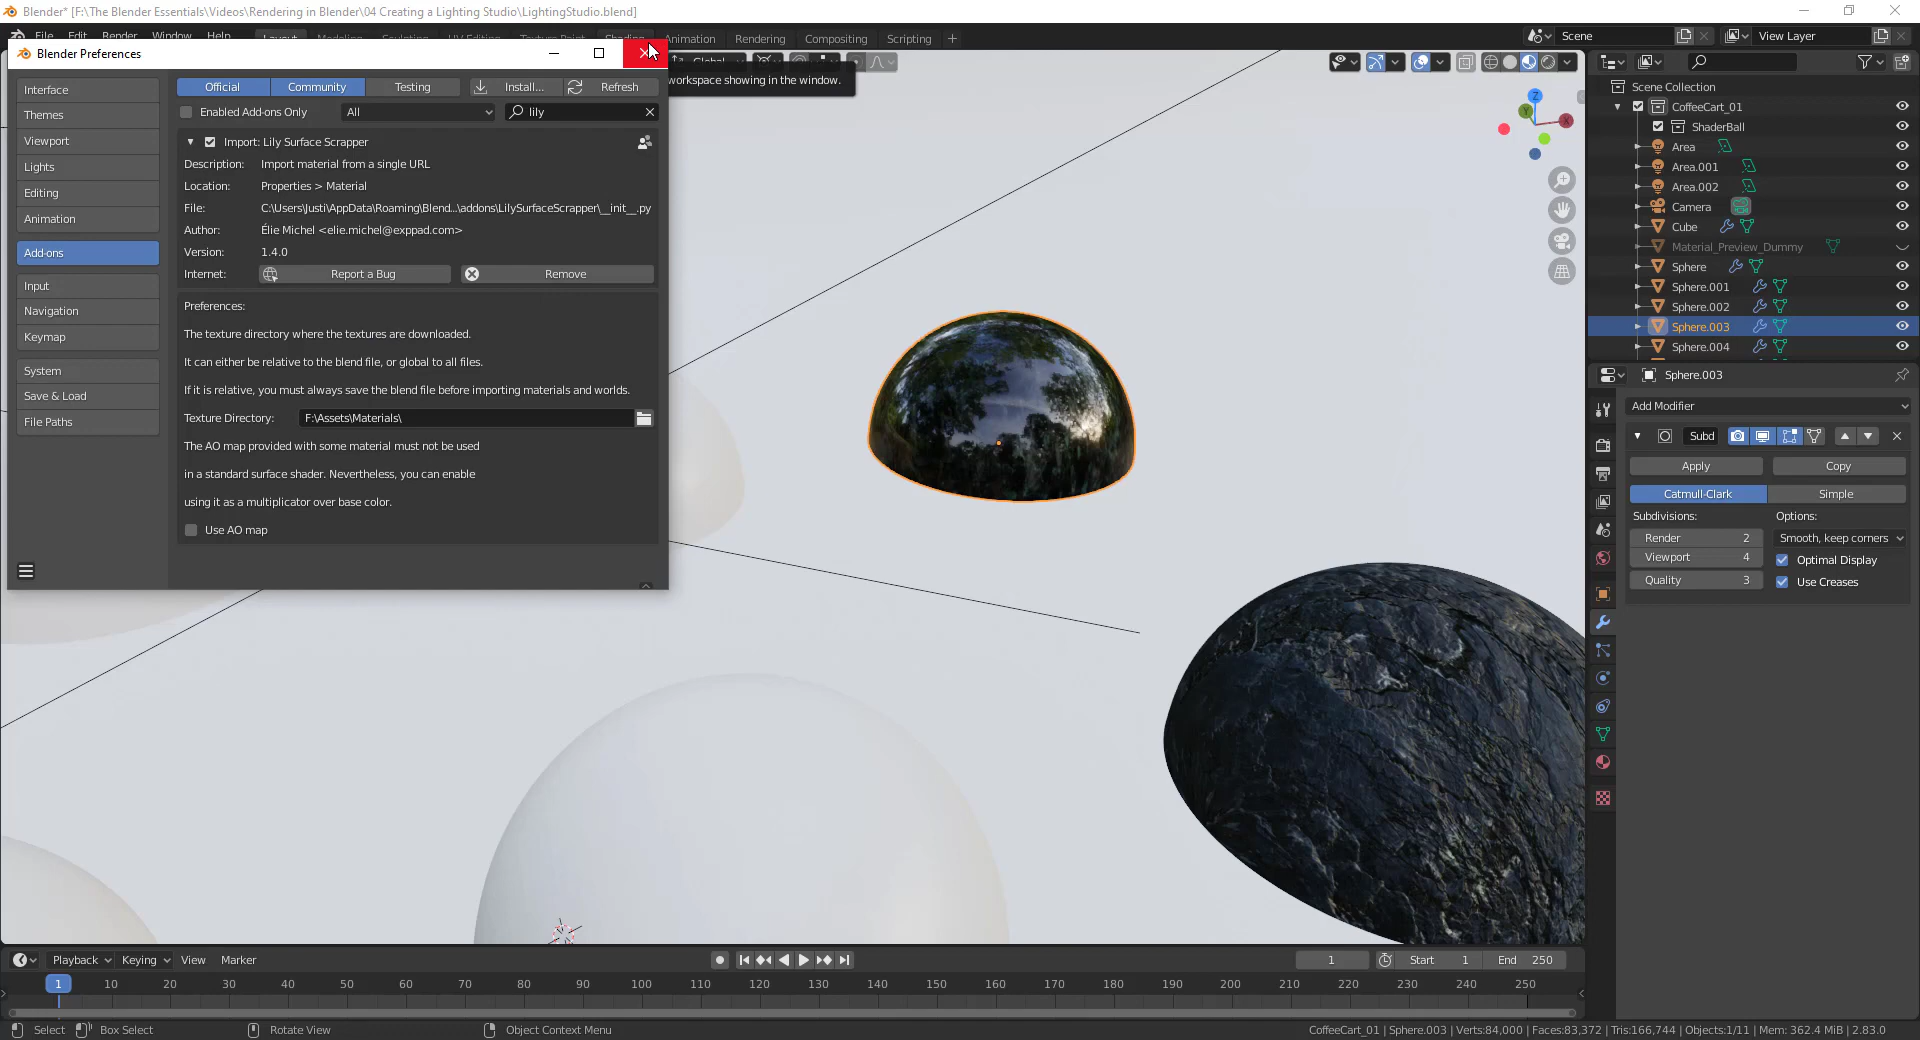 Blender* [F:\The Blender Essentials\Videos\Rendering in Blender\04 Creating a Lighting Studio\LightingStudio.blend]
File Edit Render Window Help Layout Modeling Sculpting UV Editing Texture Paint Shading Animation Rendering Compositing Scripting
Scene
View Layer
Blender Preferences
Global
workspace showing in the window.
Interface
Themes
Viewport
Lights
Editing
Animation
Add-ons
Input
Navigation
Keymap
System
Save & Load
File Paths
Official Community Testing Install... Refresh
Enabled Add-ons Only All lily
Import: Lily Surface Scrapper
Description: Import material from a single URL
Location: Properties > Material
File: C:\Users\Justi\AppData\Roaming\Blend...\addons\LilySurfaceScrapper\__init__.py
Author: Élie Michel <elie.michel@exppad.com>
Version: 1.4.0
Internet: Report a Bug Remove
Preferences:
The texture directory where the textures are downloaded.
It can either be relative to the blend file, or global to all files.
If it is relative, you must always save the blend file before importing materials and worlds.
Texture Directory: F:\Assets\Materials\
The AO map provided with some material must not be used
in a standard surface shader. Nevertheless, you can enable
using it as a multiplicator over base color.
Use AO map
Z
Y
X
Scene Collection
CoffeeCart_01
ShaderBall
Area
Area.001
Area.002
Camera
Cube
Material_Preview_Dummy
Sphere
Sphere.001
Sphere.002
Sphere.003
Sphere.004
Sphere.003
Add Modifier
Subd
Apply Copy
Catmull-Clark Simple
Subdivisions: Options:
Render 2 Smooth, keep corners
Viewport 4 Optimal Display
Quality 3 Use Creases
Playback Keying View Marker 1 Start 1 End 250
1 10 20 30 40 50 60 70 80 90 100 110 120 130 140 150 160 170 180 190 200 210 220 230 240 250
Select Box Select Rotate View Object Context Menu CoffeeCart_01 | Sphere.003 | Verts:84,000 | Faces:83,372 | Tris:166,744 | Objects:1/11 | Mem: 362.4 MiB | 2.83.0